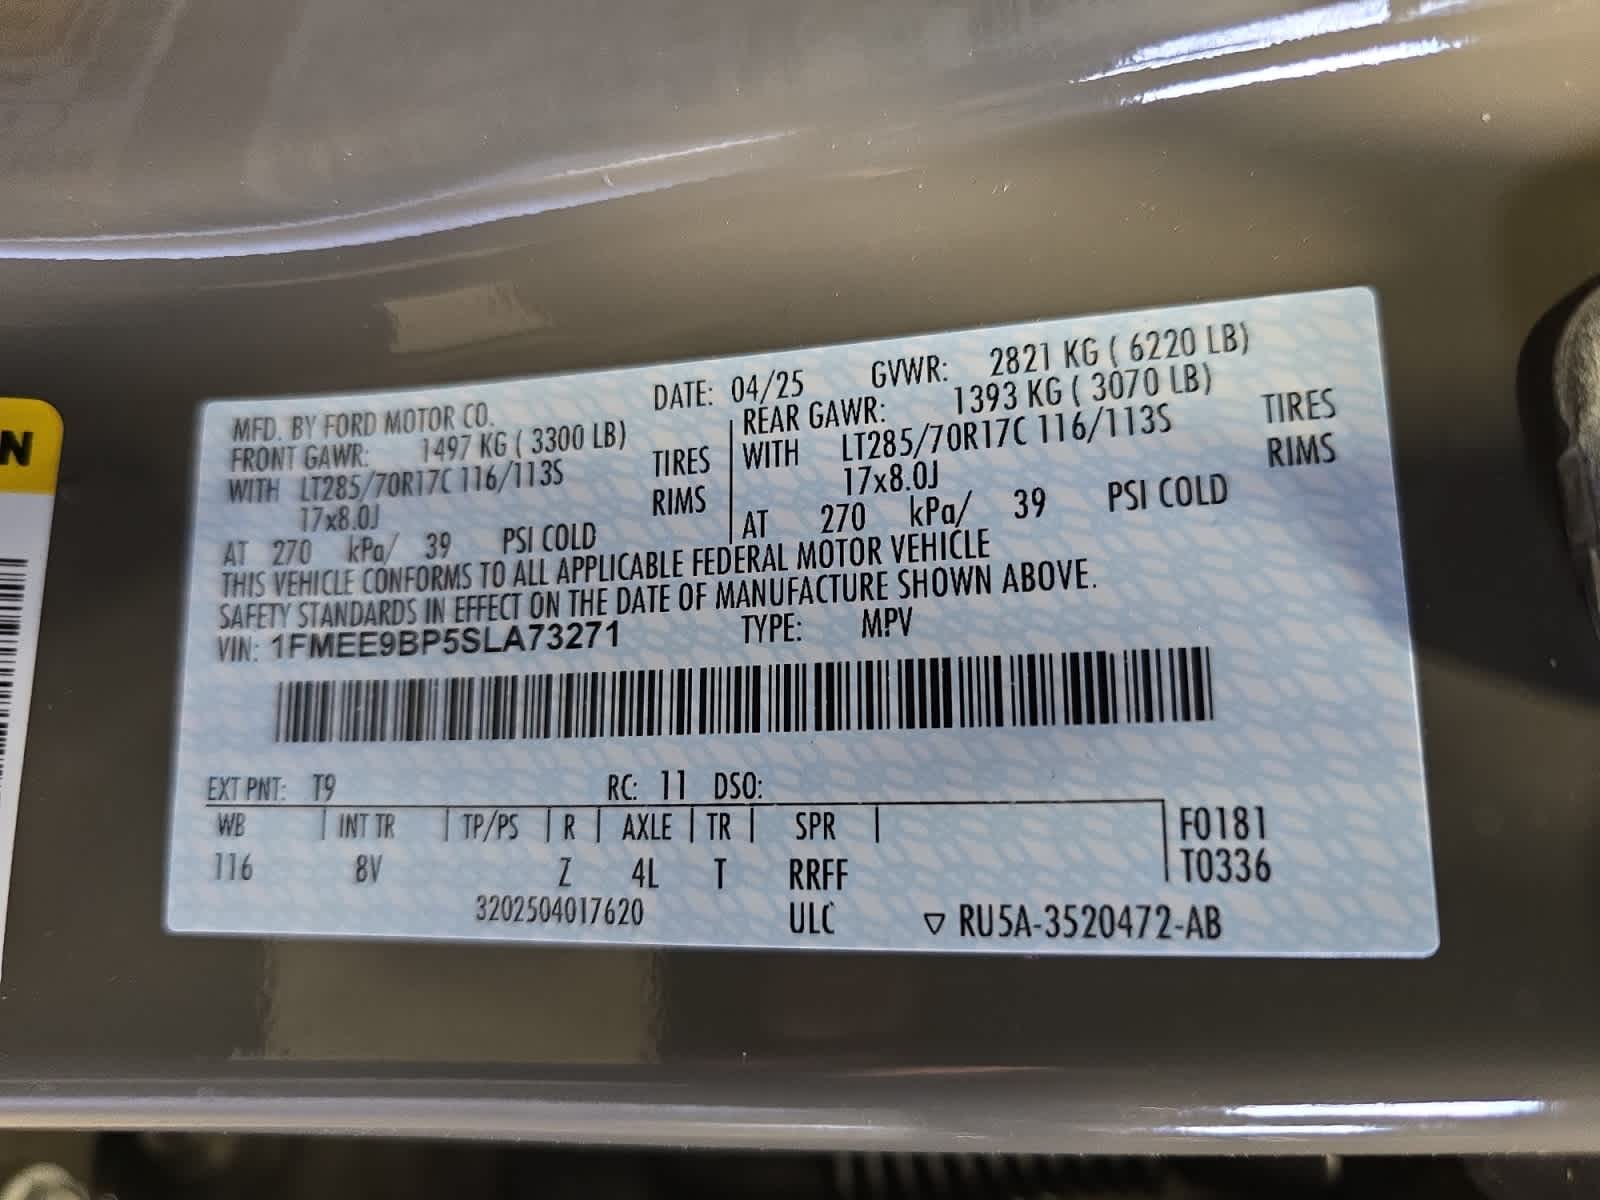 N
DATE: 04/25 GVWR: 2821 KG ( 6220 LB)
MFD. BY FORD MOTOR CO.
FRONT GAWR: 1497 KG ( 3300 LB)
WITH LT285/70R17C 116/113S TIRES
17x8.0J RIMS
AT 270 kPa/ 39 PSI COLD
REAR GAWR: 1393 KG ( 3070 LB)
WITH LT285/70R17C 116/113S TIRES
17x8.0J RIMS
AT 270 kPa/ 39 PSI COLD
THIS VEHICLE CONFORMS TO ALL APPLICABLE FEDERAL MOTOR VEHICLE
SAFETY STANDARDS IN EFFECT ON THE DATE OF MANUFACTURE SHOWN ABOVE.
VIN: 1FMEE9BP5SLA73271 TYPE: MPV
EXT PNT: T9 RC: 11 DSO:
WB INT TR TP/PS R AXLE TR SPR F0181
116 8V Z 4L T RRFF T0336
3202504017620 ULC ▽ RU5A-3520472-AB